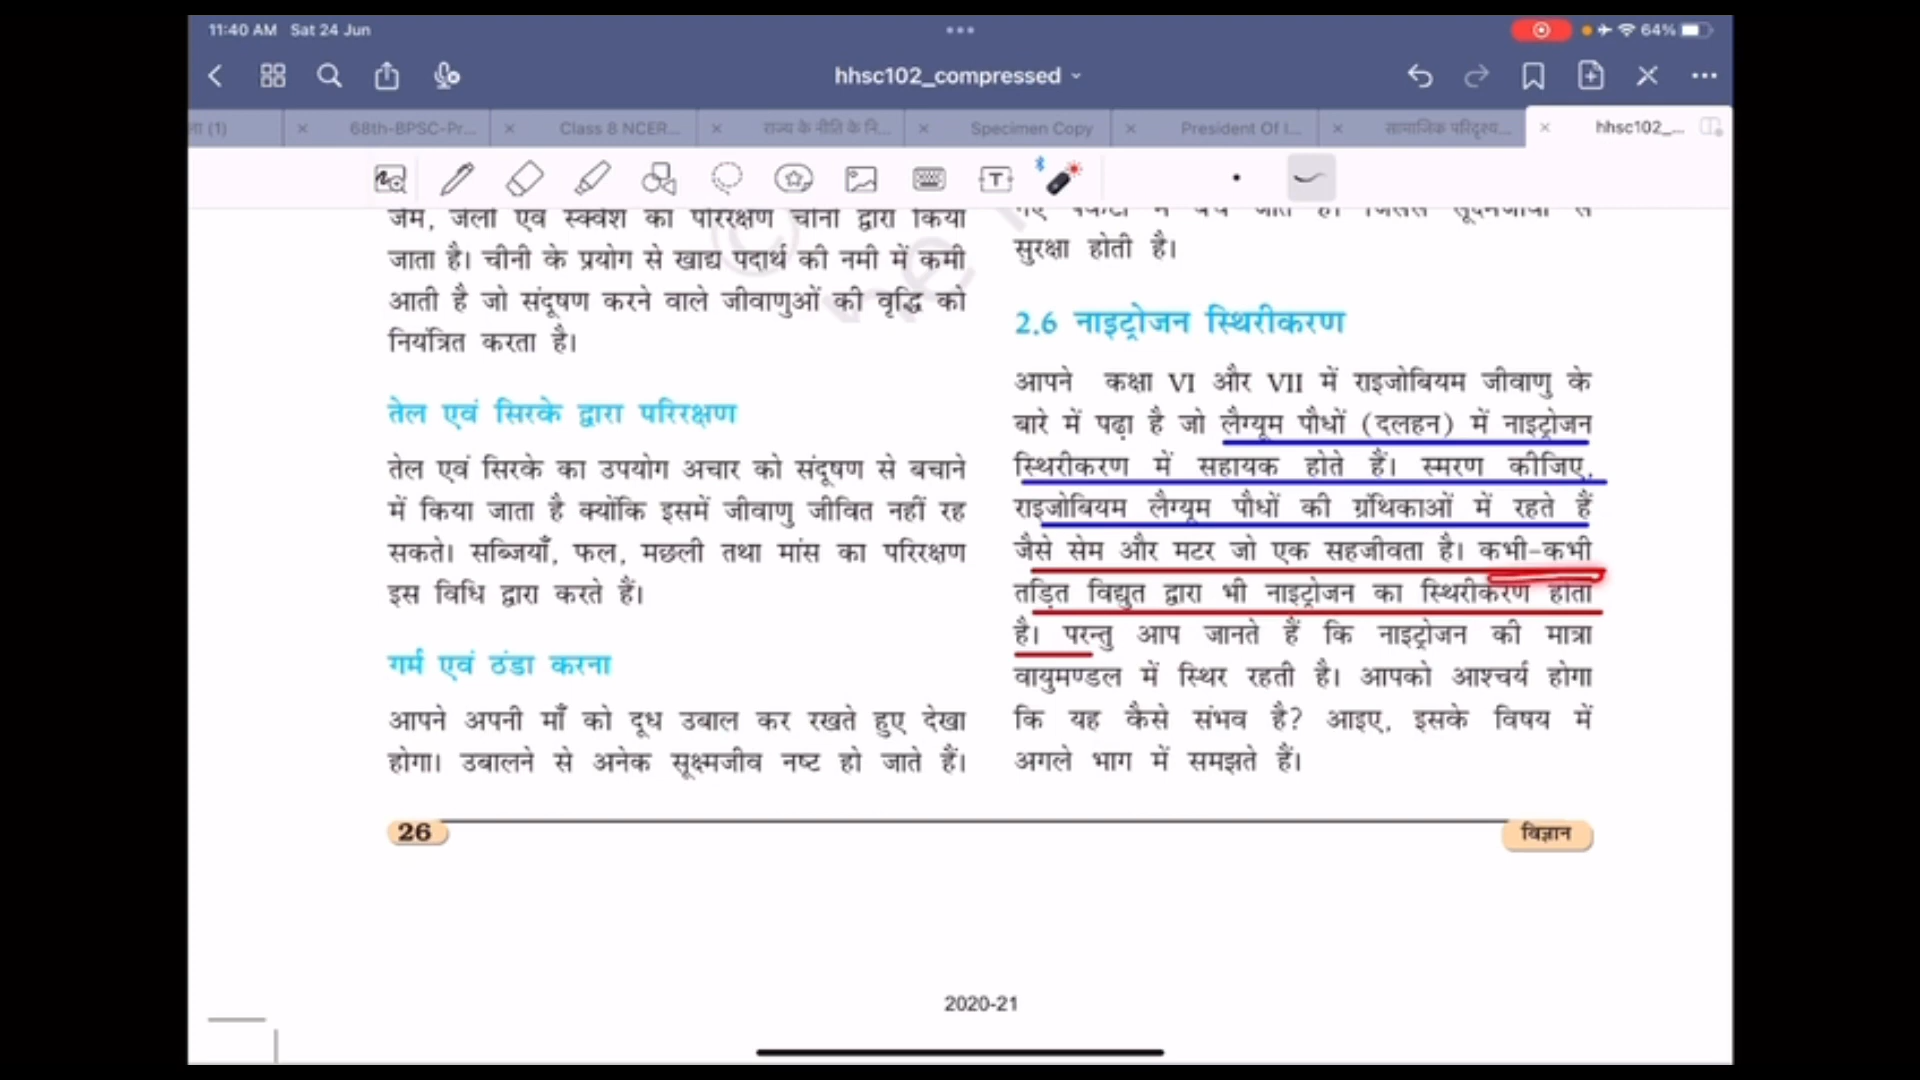 11:40 AM Sat 24 Jun
64%
hhsc102_compressed
ला (1)
68th-BPSC-Pr...
Class 8 NCER...
राज्य के नीति के नि...
Specimen Copy
President Of I...
सामाजिक परिदृश्य...
hhsc102_...
जैम, जेली एवं स्क्वैश का परिरक्षण चीनी द्वारा किया
जाता है। चीनी के प्रयोग से खाद्य पदार्थ की नमी में कमी
आती है जो संदूषण करने वाले जीवाणुओं की वृद्धि को
नियंत्रित करता है।
तेल एवं सिरके द्वारा परिरक्षण
तेल एवं सिरके का उपयोग अचार को संदूषण से बचाने
में किया जाता है क्योंकि इसमें जीवाणु जीवित नहीं रह
सकते। सब्जियाँ, फल, मछली तथा मांस का परिरक्षण
इस विधि द्वारा करते हैं।
गर्म एवं ठंडा करना
आपने अपनी माँ को दूध उबाल कर रखते हुए देखा
होगा। उबालने से अनेक सूक्ष्मजीव नष्ट हो जाते हैं।
सुरक्षा होती है।
2.6 नाइट्रोजन स्थिरीकरण
आपने कक्षा VI और VII में राइजोबियम जीवाणु के
बारे में पढ़ा है जो लैग्यूम पौधों (दलहन) में नाइट्रोजन
स्थिरीकरण में सहायक होते हैं। स्मरण कीजिए,
राइजोबियम लैग्यूम पौधों की ग्रंथिकाओं में रहते हैं
जैसे सेम और मटर जो एक सहजीवता है। कभी-कभी
तड़ित विद्युत द्वारा भी नाइट्रोजन का स्थिरीकरण होता
है। परन्तु आप जानते हैं कि नाइट्रोजन की मात्रा
वायुमण्डल में स्थिर रहती है। आपको आश्चर्य होगा
कि यह कैसे संभव है? आइए, इसके विषय में
अगले भाग में समझते हैं।
26
विज्ञान
2020-21